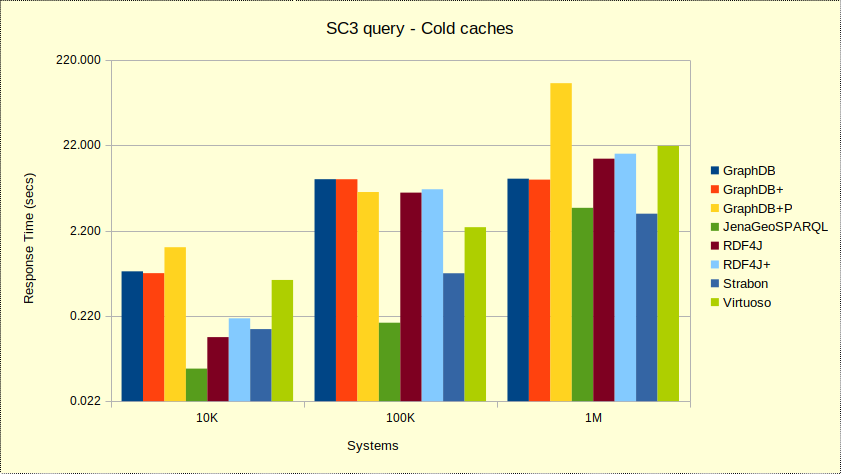 SC3 query - Cold caches
Response Time (secs)
220.000
22.000
2.200
0.220
0.022
10K
100K
1M
Systems
GraphDB
GraphDB+
GraphDB+P
JenaGeoSPARQL
RDF4J
RDF4J+
Strabon
Virtuoso